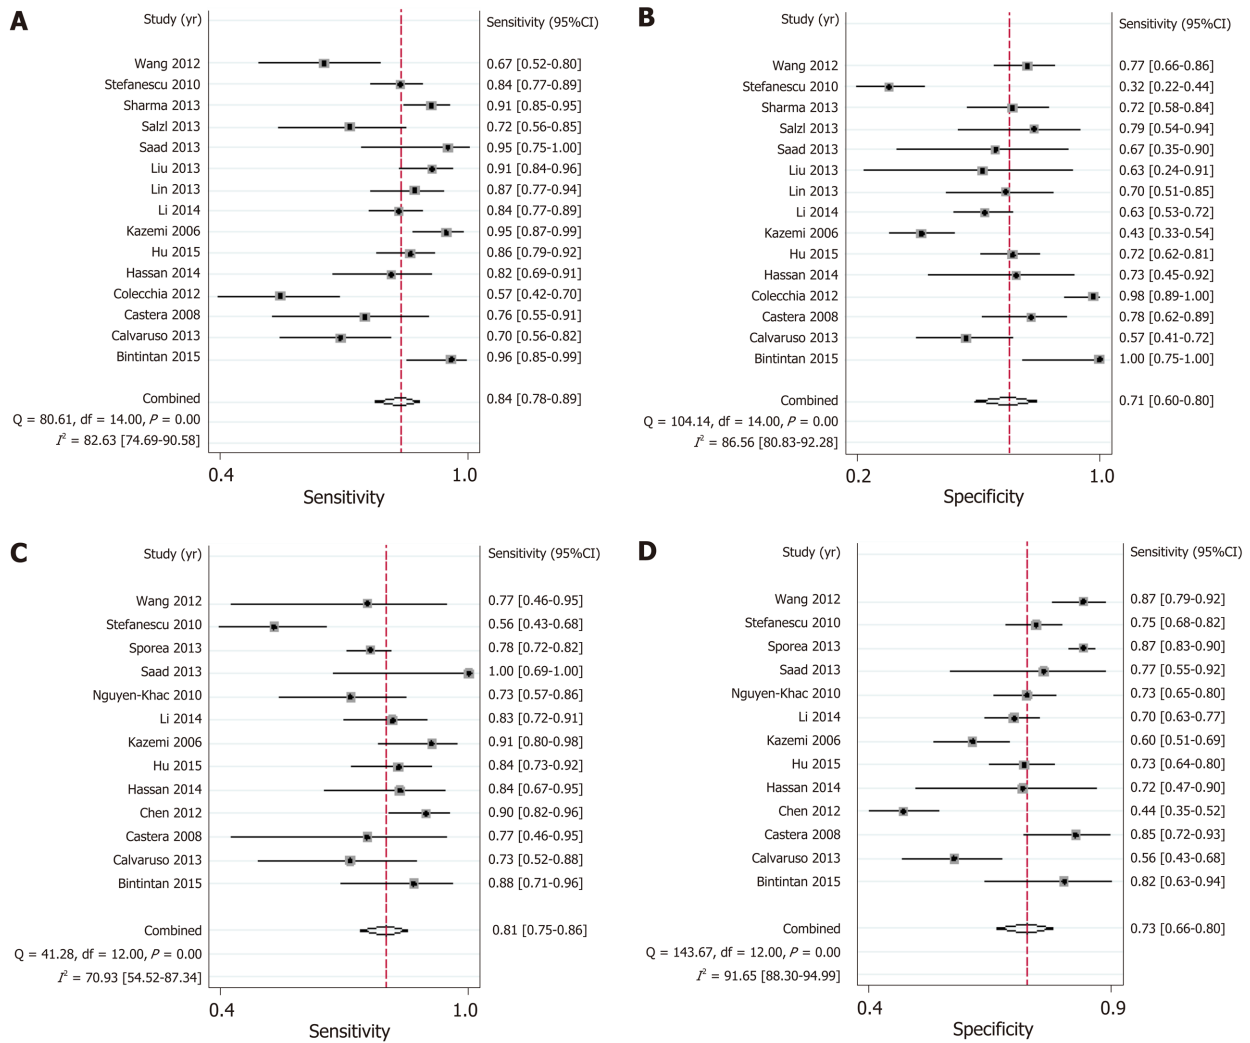 A
Study (yr) Sensitivity (95%CI)
Wang 2012 0.67 [0.52-0.80]
Stefanescu 2010 0.84 [0.77-0.89]
Sharma 2013 0.91 [0.85-0.95]
Salzl 2013 0.72 [0.56-0.85]
Saad 2013 0.95 [0.75-1.00]
Liu 2013 0.91 [0.84-0.96]
Lin 2013 0.87 [0.77-0.94]
Li 2014 0.84 [0.77-0.89]
Kazemi 2006 0.95 [0.87-0.99]
Hu 2015 0.86 [0.79-0.92]
Hassan 2014 0.82 [0.69-0.91]
Colecchia 2012 0.57 [0.42-0.70]
Castera 2008 0.76 [0.55-0.91]
Calvaruso 2013 0.70 [0.56-0.82]
Bintintan 2015 0.96 [0.85-0.99]
Combined 0.84 [0.78-0.89]
Q = 80.61, df = 14.00, P = 0.00
I² = 82.63 [74.69-90.58]
0.4 1.0
Sensitivity
B
Study (yr) Sensitivity (95%CI)
Wang 2012 0.77 [0.66-0.86]
Stefanescu 2010 0.32 [0.22-0.44]
Sharma 2013 0.72 [0.58-0.84]
Salzl 2013 0.79 [0.54-0.94]
Saad 2013 0.67 [0.35-0.90]
Liu 2013 0.63 [0.24-0.91]
Lin 2013 0.70 [0.51-0.85]
Li 2014 0.63 [0.53-0.72]
Kazemi 2006 0.43 [0.33-0.54]
Hu 2015 0.72 [0.62-0.81]
Hassan 2014 0.73 [0.45-0.92]
Colecchia 2012 0.98 [0.89-1.00]
Castera 2008 0.78 [0.62-0.89]
Calvaruso 2013 0.57 [0.41-0.72]
Bintintan 2015 1.00 [0.75-1.00]
Combined 0.71 [0.60-0.80]
Q = 104.14, df = 14.00, P = 0.00
I² = 86.56 [80.83-92.28]
0.2 1.0
Specificity
C
Study (yr) Sensitivity (95%CI)
Wang 2012 0.77 [0.46-0.95]
Stefanescu 2010 0.56 [0.43-0.68]
Sporea 2013 0.78 [0.72-0.82]
Saad 2013 1.00 [0.69-1.00]
Nguyen-Khac 2010 0.73 [0.57-0.86]
Li 2014 0.83 [0.72-0.91]
Kazemi 2006 0.91 [0.80-0.98]
Hu 2015 0.84 [0.73-0.92]
Hassan 2014 0.84 [0.67-0.95]
Chen 2012 0.90 [0.82-0.96]
Castera 2008 0.77 [0.46-0.95]
Calvaruso 2013 0.73 [0.52-0.88]
Bintintan 2015 0.88 [0.71-0.96]
Combined 0.81 [0.75-0.86]
Q = 41.28, df = 12.00, P = 0.00
I² = 70.93 [54.52-87.34]
0.4 1.0
Sensitivity
D
Study (yr) Sensitivity (95%CI)
Wang 2012 0.87 [0.79-0.92]
Stefanescu 2010 0.75 [0.68-0.82]
Sporea 2013 0.87 [0.83-0.90]
Saad 2013 0.77 [0.55-0.92]
Nguyen-Khac 2010 0.73 [0.65-0.80]
Li 2014 0.70 [0.63-0.77]
Kazemi 2006 0.60 [0.51-0.69]
Hu 2015 0.73 [0.64-0.80]
Hassan 2014 0.72 [0.47-0.90]
Chen 2012 0.44 [0.35-0.52]
Castera 2008 0.85 [0.72-0.93]
Calvaruso 2013 0.56 [0.43-0.68]
Bintintan 2015 0.82 [0.63-0.94]
Combined 0.73 [0.66-0.80]
Q = 143.67, df = 12.00, P = 0.00
I² = 91.65 [88.30-94.99]
0.4 0.9
Specificity